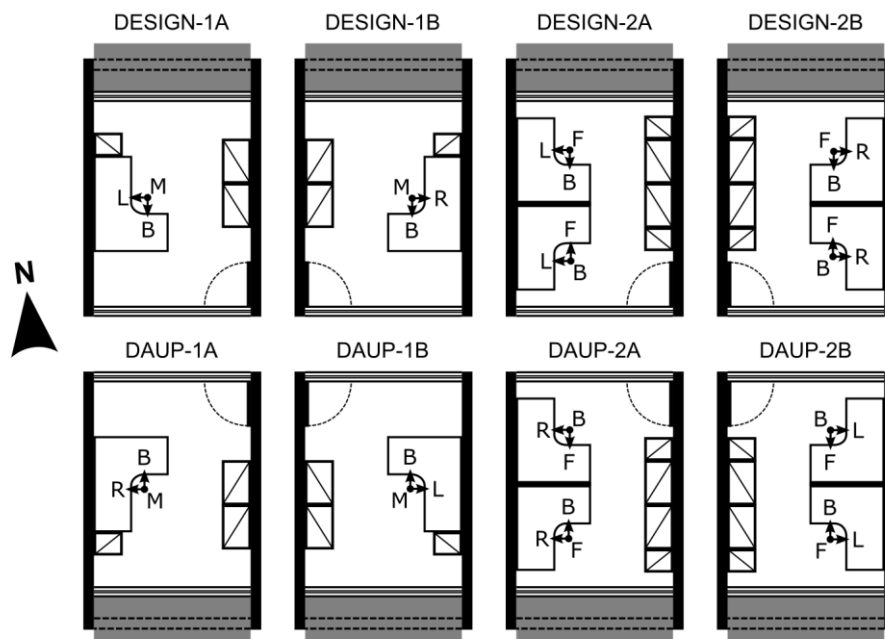 DESIGN-1A DESIGN-1B DESIGN-2A DESIGN-2B
F F
L R
L M M R B B
B B F F
L B B R
N
DAUP-1A DAUP-1B DAUP-2A DAUP-2B
B B
R L
F F
B B B B
R M M L R F F L